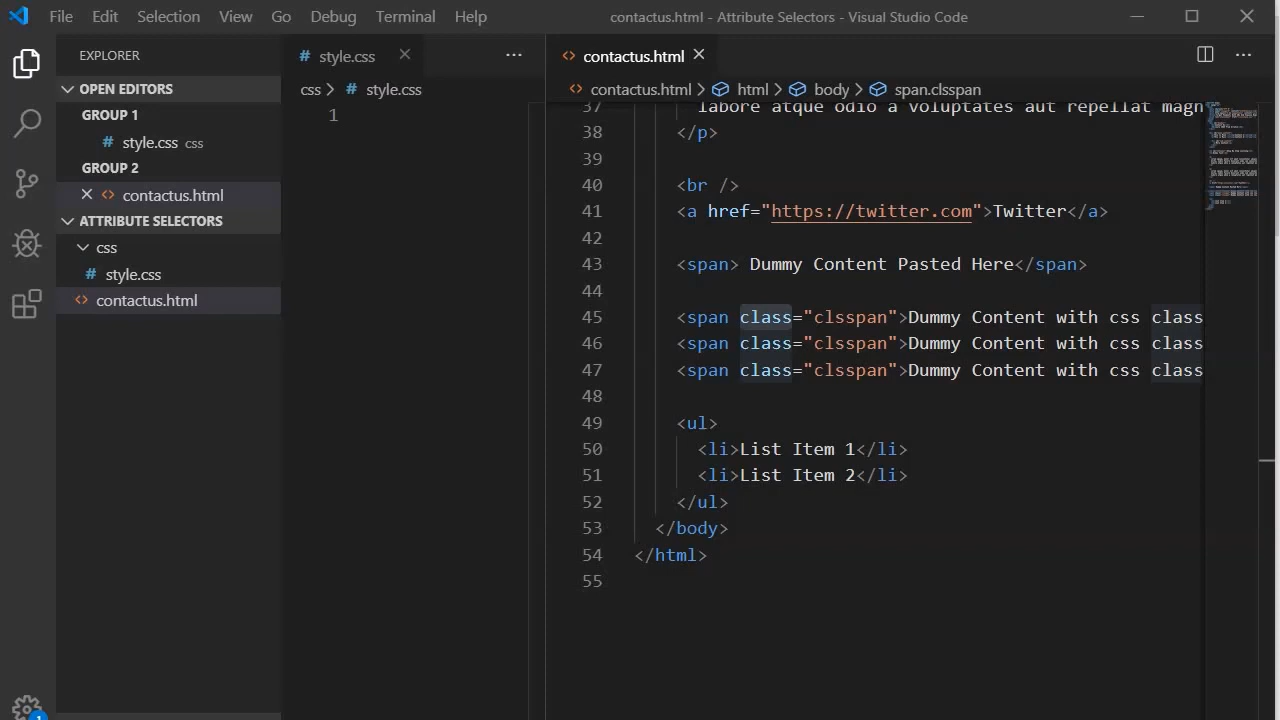 File Edit Selection View Go Debug Terminal Help
contactus.html - Attribute Selectors - Visual Studio Code
EXPLORER
OPEN EDITORS
GROUP 1
# style.css css
GROUP 2
<> contactus.html
ATTRIBUTE SELECTORS
css
# style.css
<> contactus.html
1
# style.css
css > # style.css
1
<> contactus.html
<> contactus.html > html > body > span.clsspan
37 labore atque odio a voluptates aut repellat magn
38 </p>
39
40 <br />
41 <a href="https://twitter.com">Twitter</a>
42
43 <span> Dummy Content Pasted Here</span>
44
45 <span class="clsspan">Dummy Content with css class
46 <span class="clsspan">Dummy Content with css class
47 <span class="clsspan">Dummy Content with css class
48
49 <ul>
50 <li>List Item 1</li>
51 <li>List Item 2</li>
52 </ul>
53 </body>
54 </html>
55